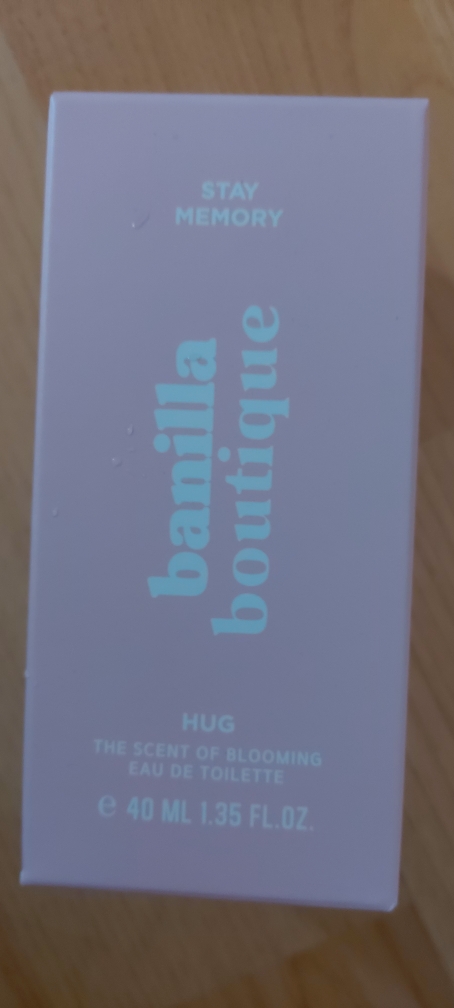 STAY
MEMORY
banilla
boutique
HUG
THE SCENT OF BLOOMING
EAU DE TOILETTE
℮ 40 ML 1.35 FL.OZ.